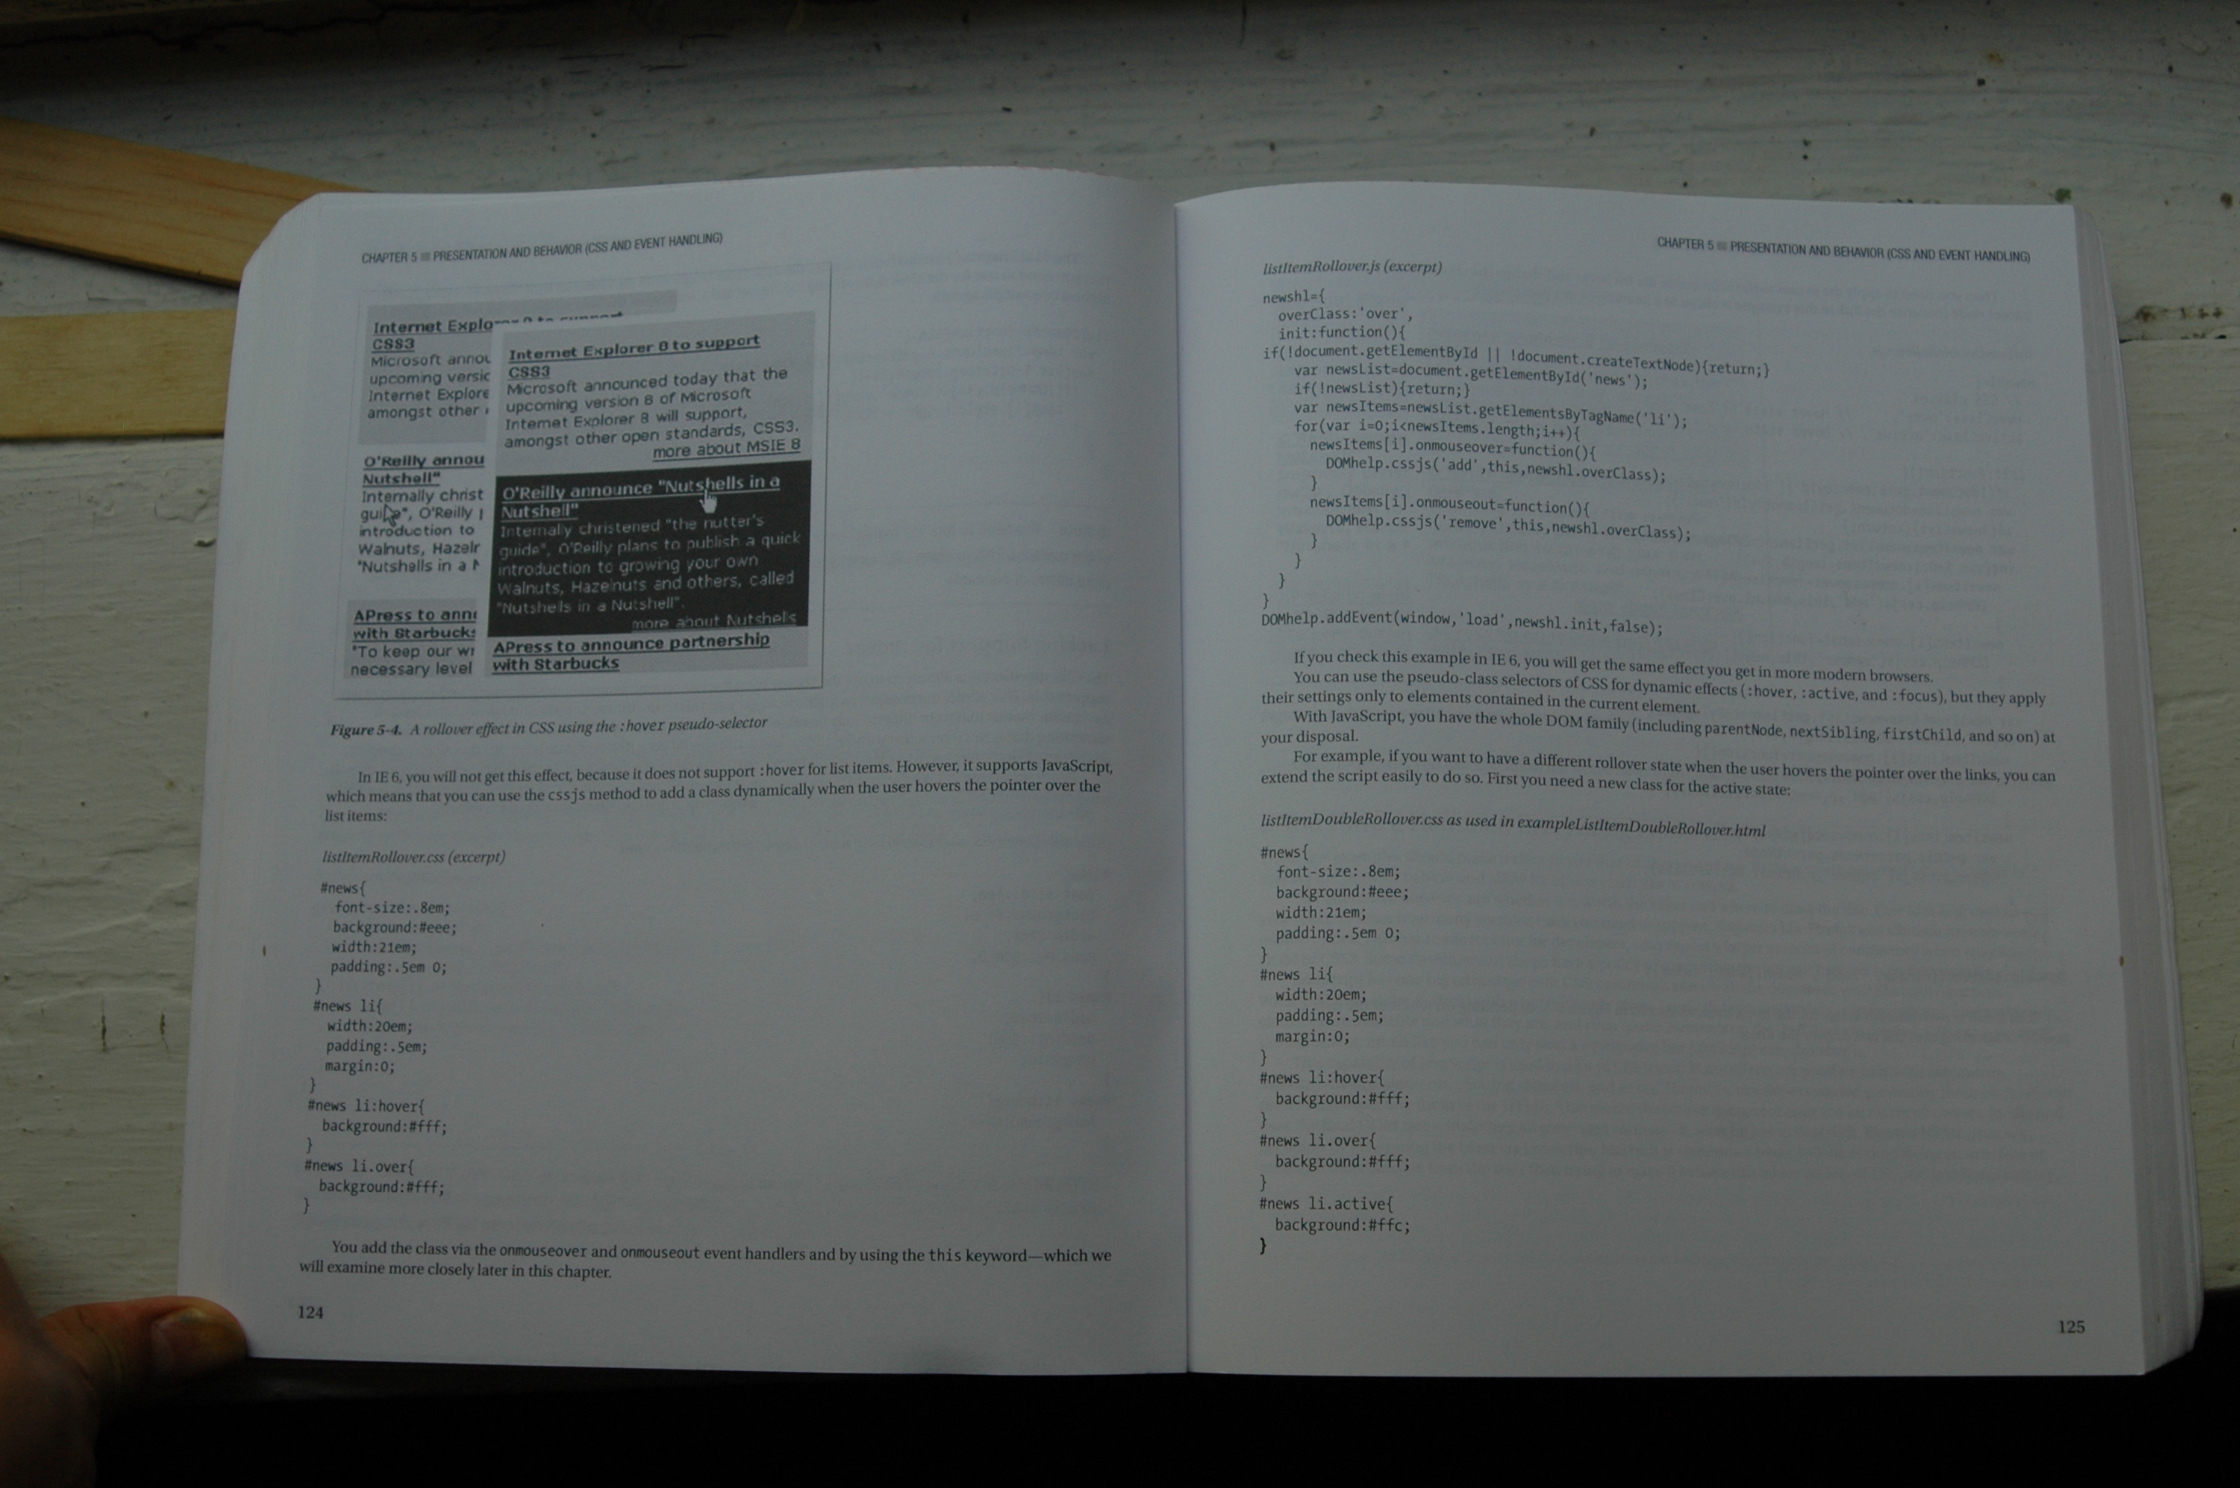 CHAPTER 5 ■ PRESENTATION AND BEHAVIOR (CSS AND EVENT HANDLING)
Internet Explo
CSS3
Microsoft annou
upcoming versic
Internet Explore
amongst other
O'Reilly annou
Nutshell"
Internally christ
guide", O'Reilly p
introduction to
Walnuts, Hazelr
"Nutshells in a N
APress to ann
with Starbucks
"To keep our wr
necessary level
Internet Explorer 8 to support
CSS3
Microsoft announced today that the
upcoming version 8 of Microsoft
Internet Explorer 8 will support,
amongst other open standards, CSS3.
more about MSIE 8
O'Reilly announce "Nutshells in a
Nutshell"
Internally christened "the nutter's
guide", O'Reilly plans to publish a quick
introduction to growing your own
Walnuts, Hazelnuts and others, called
"Nutshells in a Nutshell".
more about Nutshells
APress to announce partnership
with Starbucks
Figure 5-4. A rollover effect in CSS using the :hover pseudo-selector
In IE 6, you will not get this effect, because it does not support :hover for list items. However, it supports JavaScript,
which means that you can use the cssjs method to add a class dynamically when the user hovers the pointer over the
list items:
listItemRollover.css (excerpt)
#news{
font-size:.8em;
background:#eee;
width:21em;
padding:.5em 0;
}
#news li{
width:20em;
padding:.5em;
margin:0;
}
#news li:hover{
background:#fff;
}
#news li.over{
background:#fff;
}
You add the class via the onmouseover and onmouseout event handlers and by using the this keyword—which we
will examine more closely later in this chapter.
124
CHAPTER 5 ■ PRESENTATION AND BEHAVIOR (CSS AND EVENT HANDLING)
listItemRollover.js (excerpt)
newshl={
overClass:'over',
init:function(){
if(!document.getElementById || !document.createTextNode){return;}
var newsList=document.getElementById('news');
if(!newsList){return;}
var newsItems=newsList.getElementsByTagName('li');
for(var i=0;i<newsItems.length;i++){
newsItems[i].onmouseover=function(){
DOMhelp.cssjs('add',this,newshl.overClass);
}
newsItems[i].onmouseout=function(){
DOMhelp.cssjs('remove',this,newshl.overClass);
}
}
}
}
DOMhelp.addEvent(window,'load',newshl.init,false);
If you check this example in IE 6, you will get the same effect you get in more modern browsers.
You can use the pseudo-class selectors of CSS for dynamic effects (:hover, :active, and :focus), but they apply
their settings only to elements contained in the current element.
With JavaScript, you have the whole DOM family (including parentNode, nextSibling, firstChild, and so on) at
your disposal.
For example, if you want to have a different rollover state when the user hovers the pointer over the links, you can
extend the script easily to do so. First you need a new class for the active state:
listItemDoubleRollover.css as used in exampleListItemDoubleRollover.html
#news{
font-size:.8em;
background:#eee;
width:21em;
padding:.5em 0;
}
#news li{
width:20em;
padding:.5em;
margin:0;
}
#news li:hover{
background:#fff;
}
#news li.over{
background:#fff;
}
#news li.active{
background:#ffc;
}
125